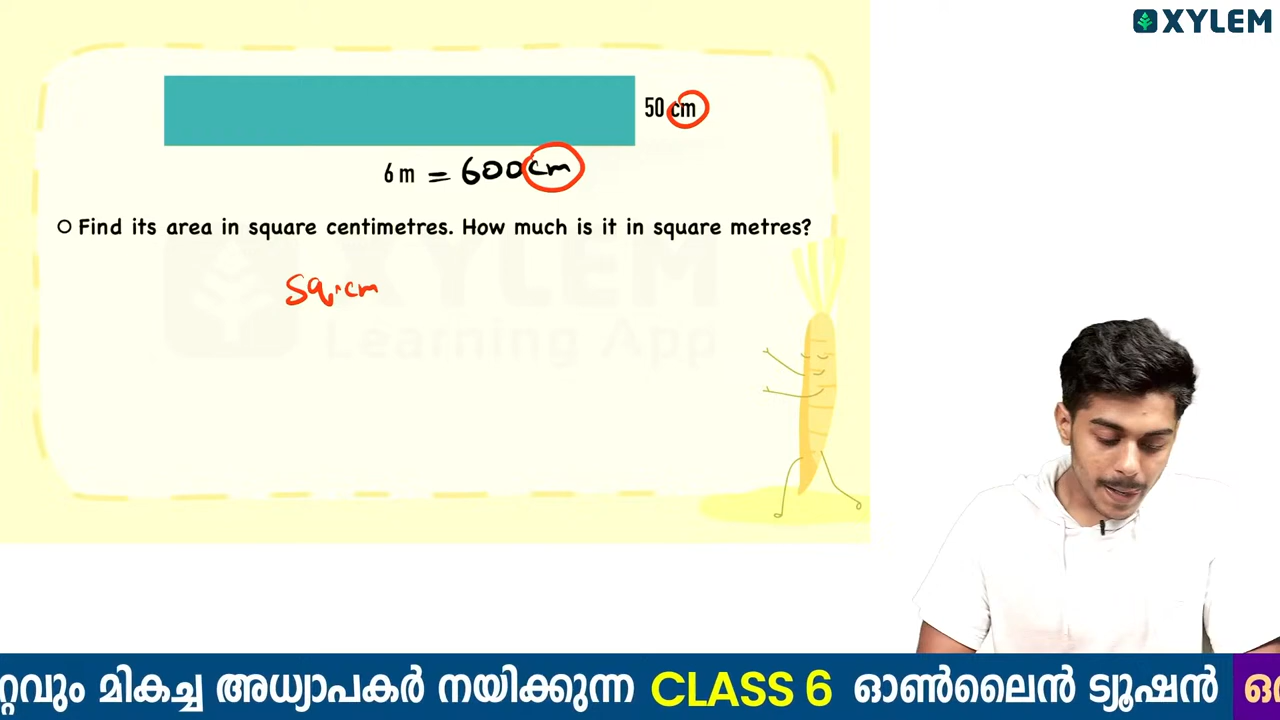 XYLEM
50 cm
6 m = 600 cm
Find its area in square centimetres. How much is it in square metres?
Sq.cm
XYLEM
Learning App
റ്റവും മികച്ച അധ്യാപകർ നയിക്കുന്ന CLASS 6 ഓൺലൈൻ ട്യൂഷൻ